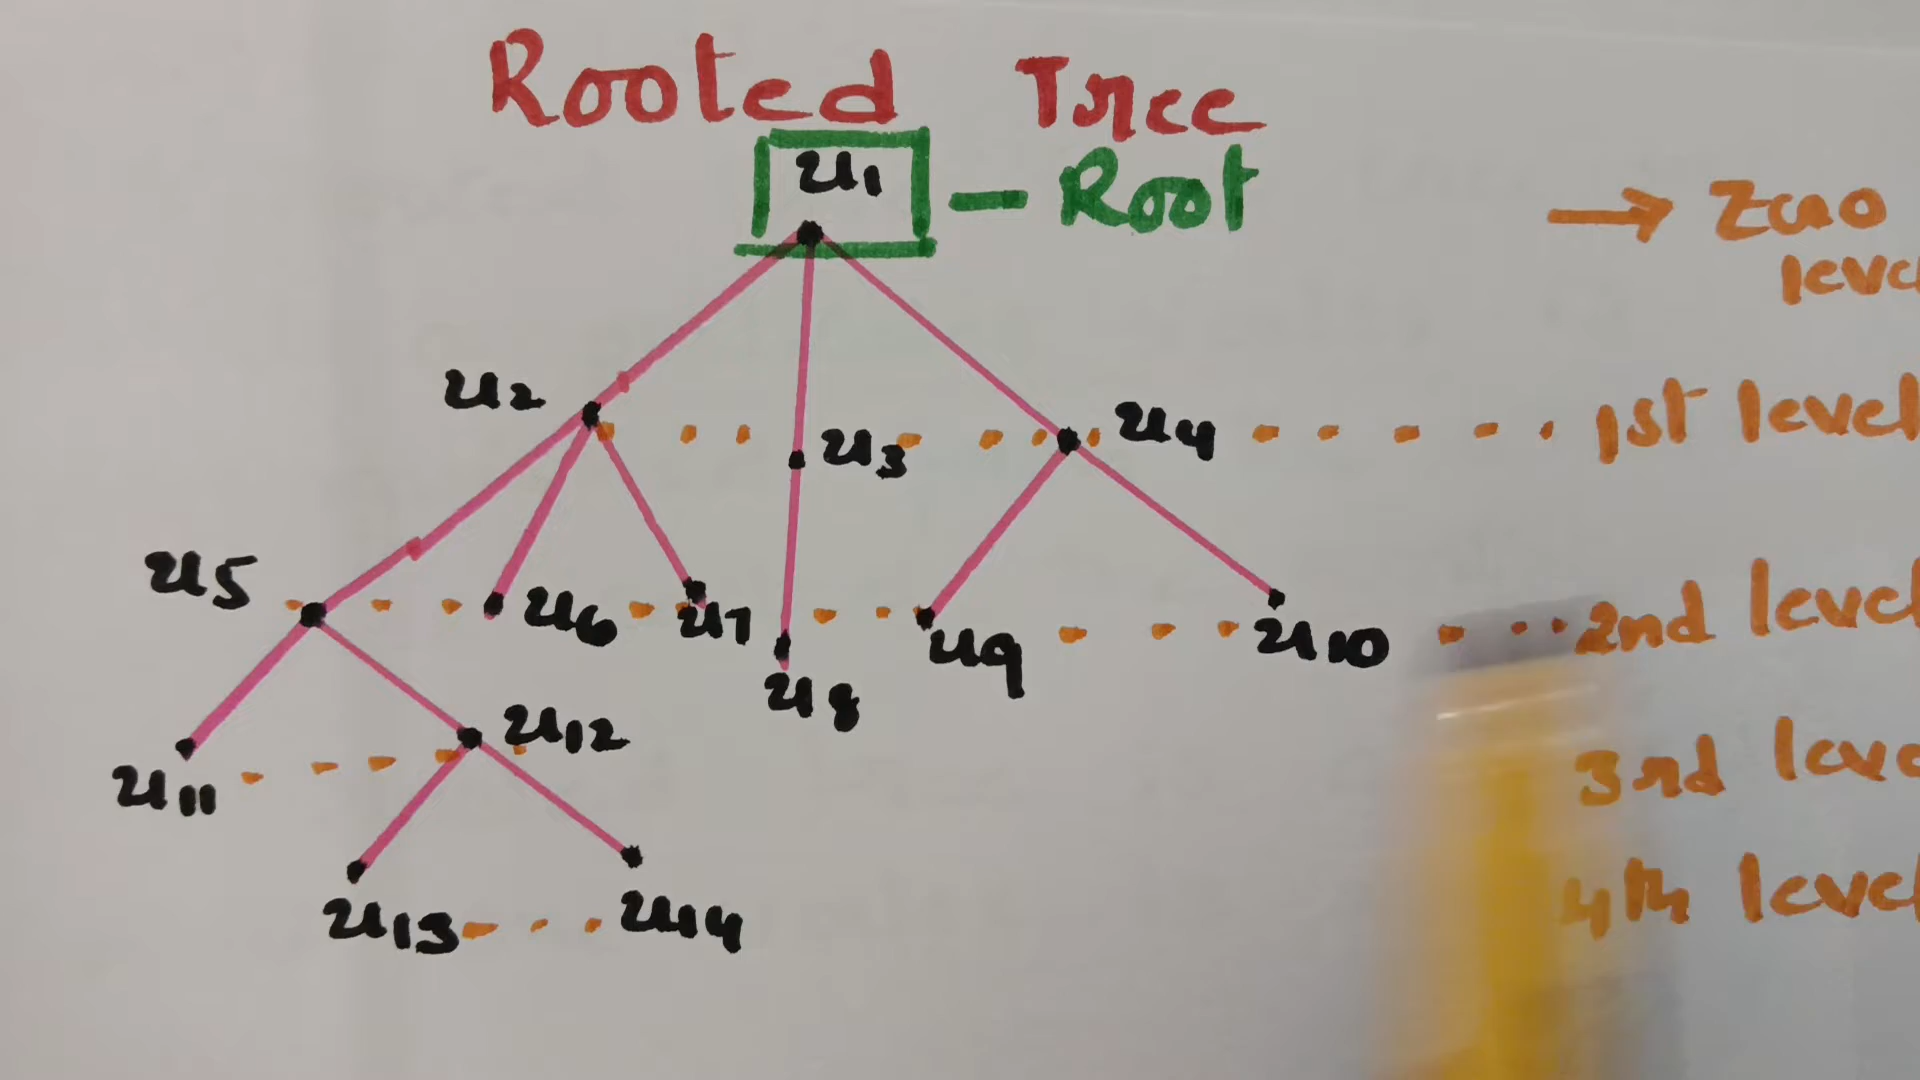 Rooted Tree
u1 - Root
→ Zero
level
u2 u3 u4 1st level
u5 u6 u7 u8 u9 u10 2nd level
u11 u12 3rd level
u13 u14 4th level